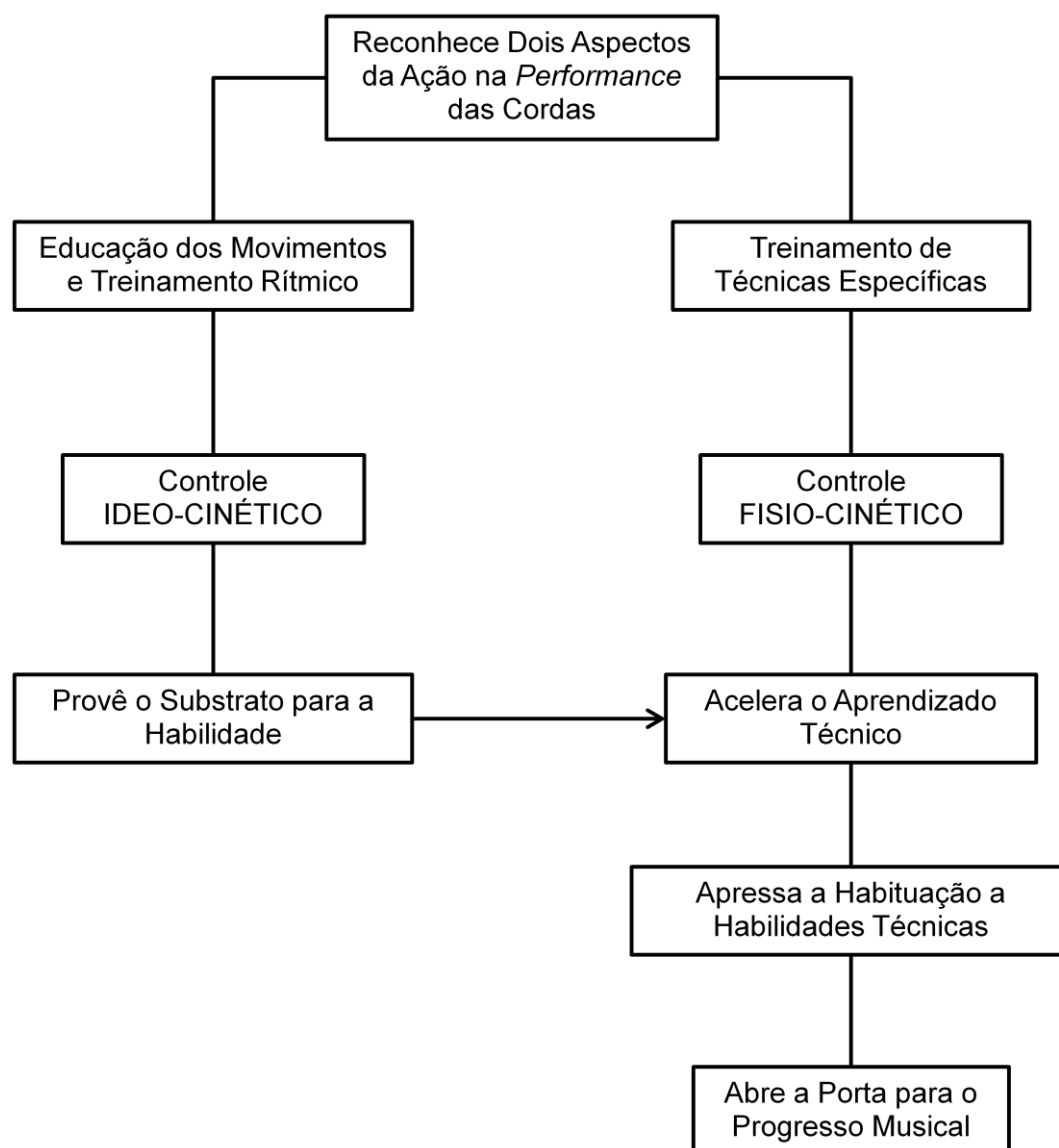 Reconhece Dois Aspectos
da Ação na Performance
das Cordas
Educação dos Movimentos
e Treinamento Rítmico
Treinamento de
Técnicas Específicas
Controle
IDEO-CINÉTICO
Controle
FISIO-CINÉTICO
Provê o Substrato para a
Habilidade
Acelera o Aprendizado
Técnico
Apressa a Habituação a
Habilidades Técnicas
Abre a Porta para o
Progresso Musical